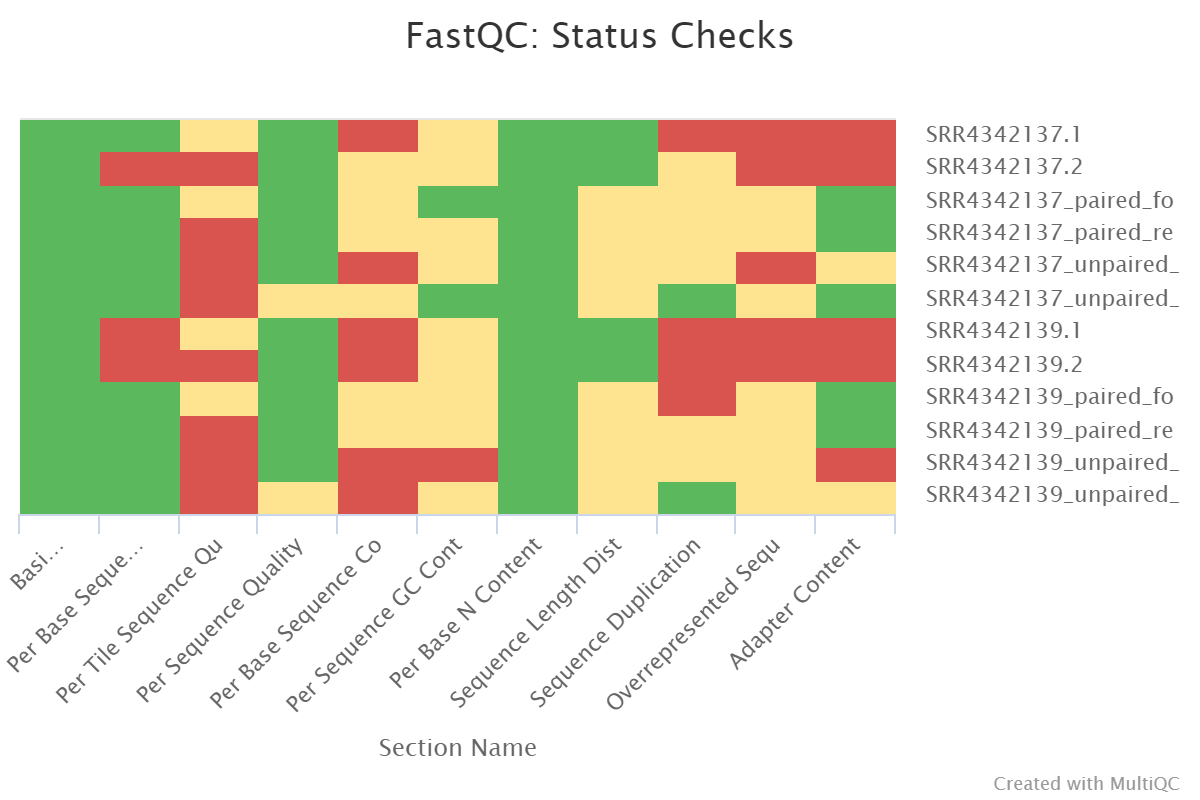 FastQC: Status Checks
SRR4342137.1
SRR4342137.2
SRR4342137_paired_fo
SRR4342137_paired_re
SRR4342137_unpaired_
SRR4342137_unpaired_
SRR4342139.1
SRR4342139.2
SRR4342139_paired_fo
SRR4342139_paired_re
SRR4342139_unpaired_
SRR4342139_unpaired_
Basi...
Per Base Seque...
Per Tile Sequence Qu
Per Sequence Quality
Per Base Sequence Co
Per Sequence GC Cont
Per Base N Content
Sequence Length Dist
Sequence Duplication
Overrepresented Sequ
Adapter Content
Section Name
Created with MultiQC